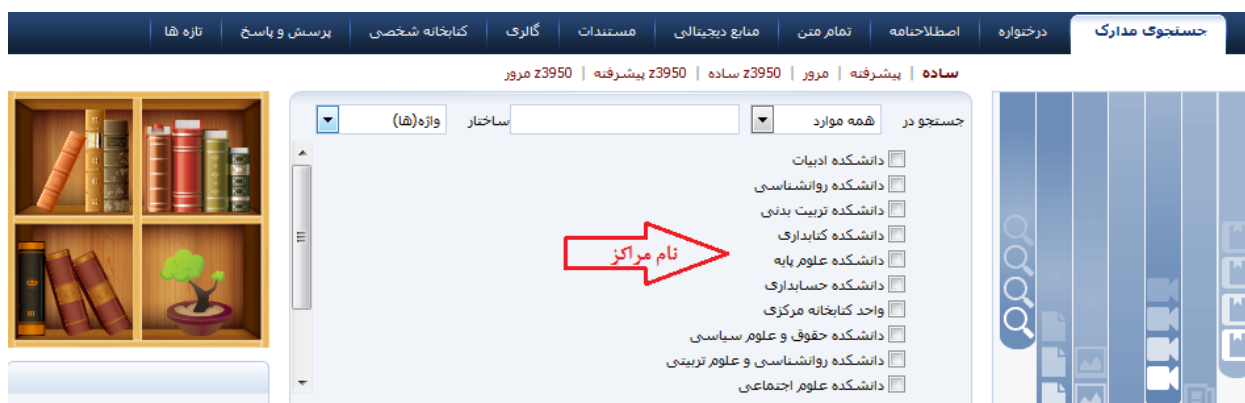 جستجوی مدارک درختواره اصطلاحنامه تمام متن منابع دیجیتالی مستندات گالری کتابخانه شخصی پرسش و پاسخ تازه ها
ساده | پیشرفته | مرور | z3950 ساده | z3950 پیشرفته | z3950 مرور
جستجو در همه موارد ساختار واژه(ها)
دانشکده ادبیات
دانشکده روانشناسی
دانشکده تربیت بدنی
دانشکده کتابداری
نام مراکز
دانشکده علوم پایه
دانشکده حسابداری
واحد کتابخانه مرکزی
دانشکده حقوق و علوم سیاسی
دانشکده روانشناسی و علوم تربیتی
دانشکده علوم اجتماعی